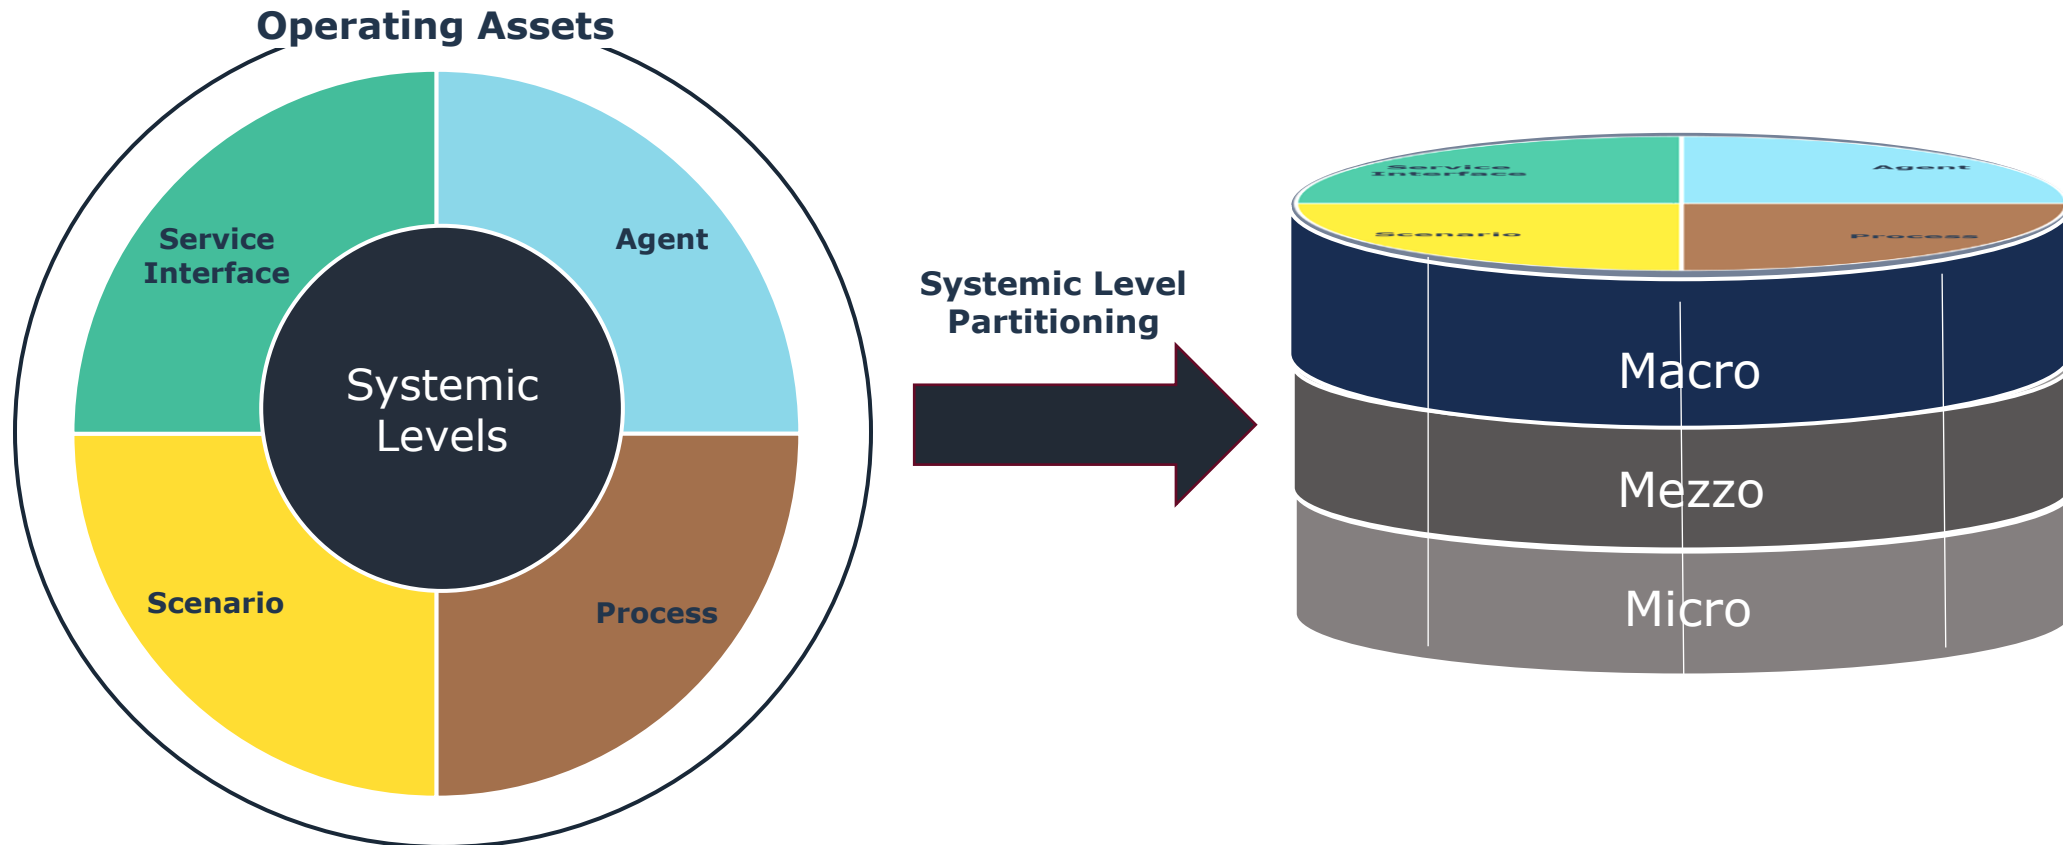 Operating Assets
Service
Interface
Agent
Systemic
Levels
Scenario
Process
Systemic Level
Partitioning
Service
Interface
Agent
Scenario
Process
Macro
Mezzo
Micro